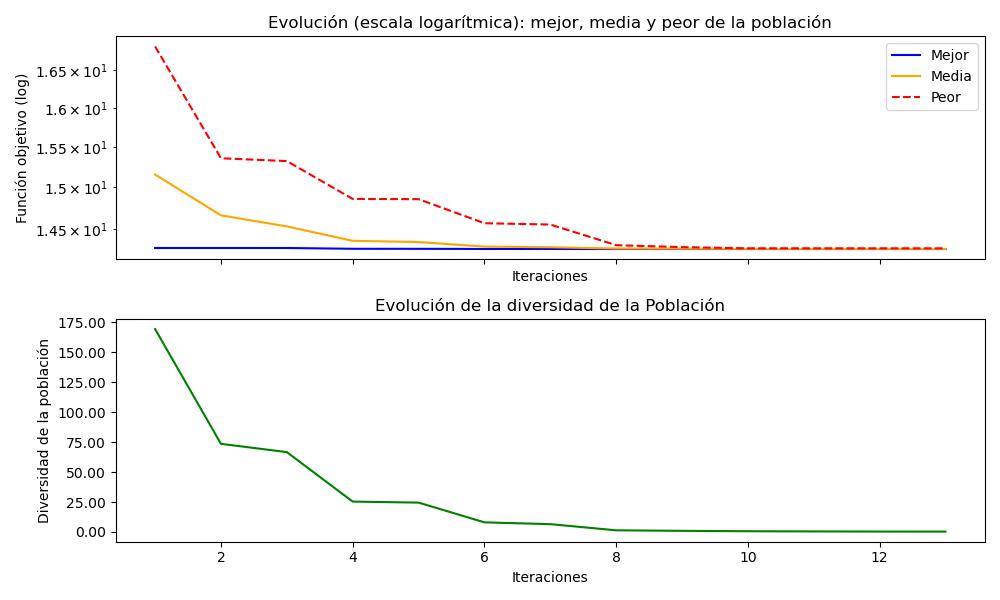 Evolución (escala logarítmica): mejor, media y peor de la población
Función objetivo (log)
1.65 × 10¹
1.6 × 10¹
1.55 × 10¹
1.5 × 10¹
1.45 × 10¹
Mejor
Media
Peor
Iteraciones
Evolución de la diversidad de la Población
Diversidad de la población
175.00
150.00
125.00
100.00
75.00
50.00
25.00
0.00
2 4 6 8 10 12
Iteraciones